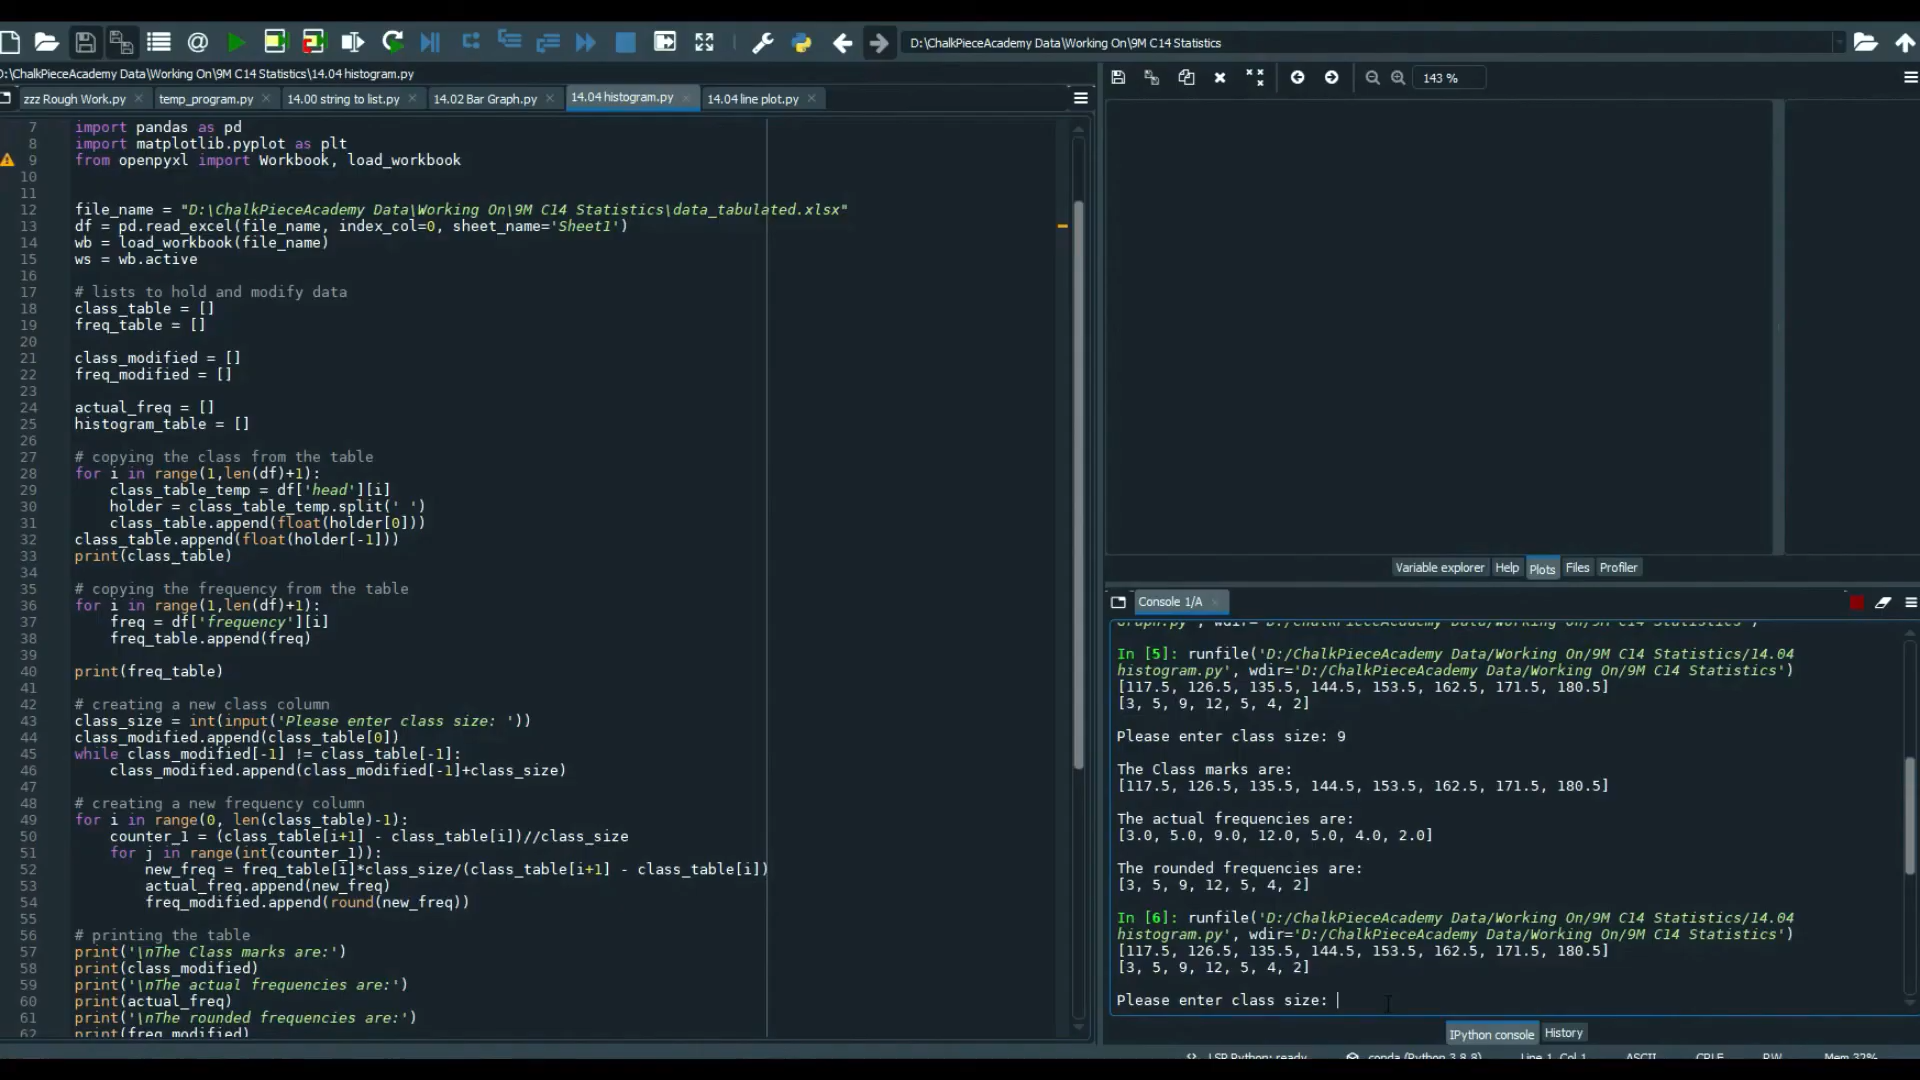 D:\ChalkPieceAcademy Data\Working On\9M C14 Statistics
D:\ChalkPieceAcademy Data\Working On\9M C14 Statistics\14.04 histogram.py
143 %
zzz Rough Work.py
temp_program.py
14.00 string to list.py
14.02 Bar Graph.py
14.04 histogram.py
14.04 line plot.py
7 import pandas as pd
8 import matplotlib.pyplot as plt
9 from openpyxl import Workbook, load_workbook
10
11
12 file_name = "D:\ChalkPieceAcademy Data\Working On\9M C14 Statistics\data_tabulated.xlsx"
13 df = pd.read_excel(file_name, index_col=0, sheet_name='Sheet1')
14 wb = load_workbook(file_name)
15 ws = wb.active
16
17 # lists to hold and modify data
18 class_table = []
19 freq_table = []
20
21 class_modified = []
22 freq_modified = []
23
24 actual_freq = []
25 histogram_table = []
26
27 # copying the class from the table
28 for i in range(1,len(df)+1):
29     class_table_temp = df['head'][i]
30     holder = class_table_temp.split(' ')
31     class_table.append(float(holder[0]))
32 class_table.append(float(holder[-1]))
33 print(class_table)
34
35 # copying the frequency from the table
36 for i in range(1,len(df)+1):
37     freq = df['frequency'][i]
38     freq_table.append(freq)
39
40 print(freq_table)
41
42 # creating a new class column
43 class_size = int(input('Please enter class size: '))
44 class_modified.append(class_table[0])
45 while class_modified[-1] != class_table[-1]:
46     class_modified.append(class_modified[-1]+class_size)
47
48 # creating a new frequency column
49 for i in range(0, len(class_table)-1):
50     counter_1 = (class_table[i+1] - class_table[i])//class_size
51     for j in range(int(counter_1)):
52         new_freq = freq_table[i]*class_size/(class_table[i+1] - class_table[i])
53         actual_freq.append(new_freq)
54         freq_modified.append(round(new_freq))
55
56 # printing the table
57 print('\nThe Class marks are:')
58 print(class_modified)
59 print('\nThe actual frequencies are:')
60 print(actual_freq)
61 print('\nThe rounded frequencies are:')
62 print(freq_modified)
Variable explorer
Help
Plots
Files
Profiler
Console 1/A
Graph.py', wdir='D:/ChalkPieceAcademy Data/Working On/9M C14 Statistics')
In [5]: runfile('D:/ChalkPieceAcademy Data/Working On/9M C14 Statistics/14.04
histogram.py', wdir='D:/ChalkPieceAcademy Data/Working On/9M C14 Statistics')
[117.5, 126.5, 135.5, 144.5, 153.5, 162.5, 171.5, 180.5]
[3, 5, 9, 12, 5, 4, 2]
Please enter class size: 9
The Class marks are:
[117.5, 126.5, 135.5, 144.5, 153.5, 162.5, 171.5, 180.5]
The actual frequencies are:
[3.0, 5.0, 9.0, 12.0, 5.0, 4.0, 2.0]
The rounded frequencies are:
[3, 5, 9, 12, 5, 4, 2]
In [6]: runfile('D:/ChalkPieceAcademy Data/Working On/9M C14 Statistics/14.04
histogram.py', wdir='D:/ChalkPieceAcademy Data/Working On/9M C14 Statistics')
[117.5, 126.5, 135.5, 144.5, 153.5, 162.5, 171.5, 180.5]
[3, 5, 9, 12, 5, 4, 2]
Please enter class size:
IPython console
History
LSP Python: ready
conda (Python 3.8.8)
Line 1, Col 1
ASCII
CRLF
RW
Mem 32%